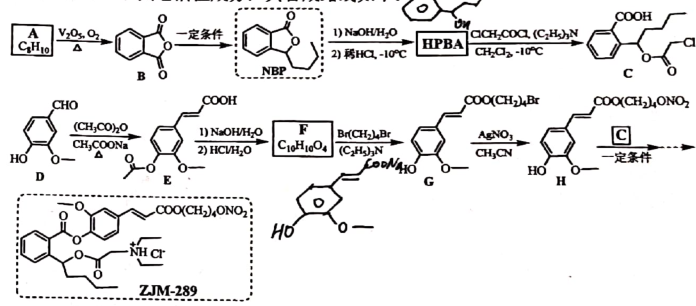 A
C₈H₁₀
V₂O₅, O₂
△
B
一定条件
NBP
1) NaOH/H₂O
2) 稀HCl, -10℃
HPBA
ClCH₂COCl, (C₂H₅)₃N
CH₂Cl₂, -10℃
COOH
O
Cl
O
C
OH
CHO
HO
O
D
(CH₃CO)₂O
CH₃COONa
△
COOH
O
O
O
E
1) NaOH/H₂O
2) HCl/H₂O
F
C₁₀H₁₀O₄
Br(CH₂)₄Br
(C₂H₅)₃N
COO(CH₂)₄Br
HO
O
G
AgNO₃
CH₃CN
COO(CH₂)₄ONO₂
HO
O
H
C
一定条件
COONa
HO
O
O
COO(CH₂)₄ONO₂
O
O
O
O
NH Cl⁻
+
ZJM-289